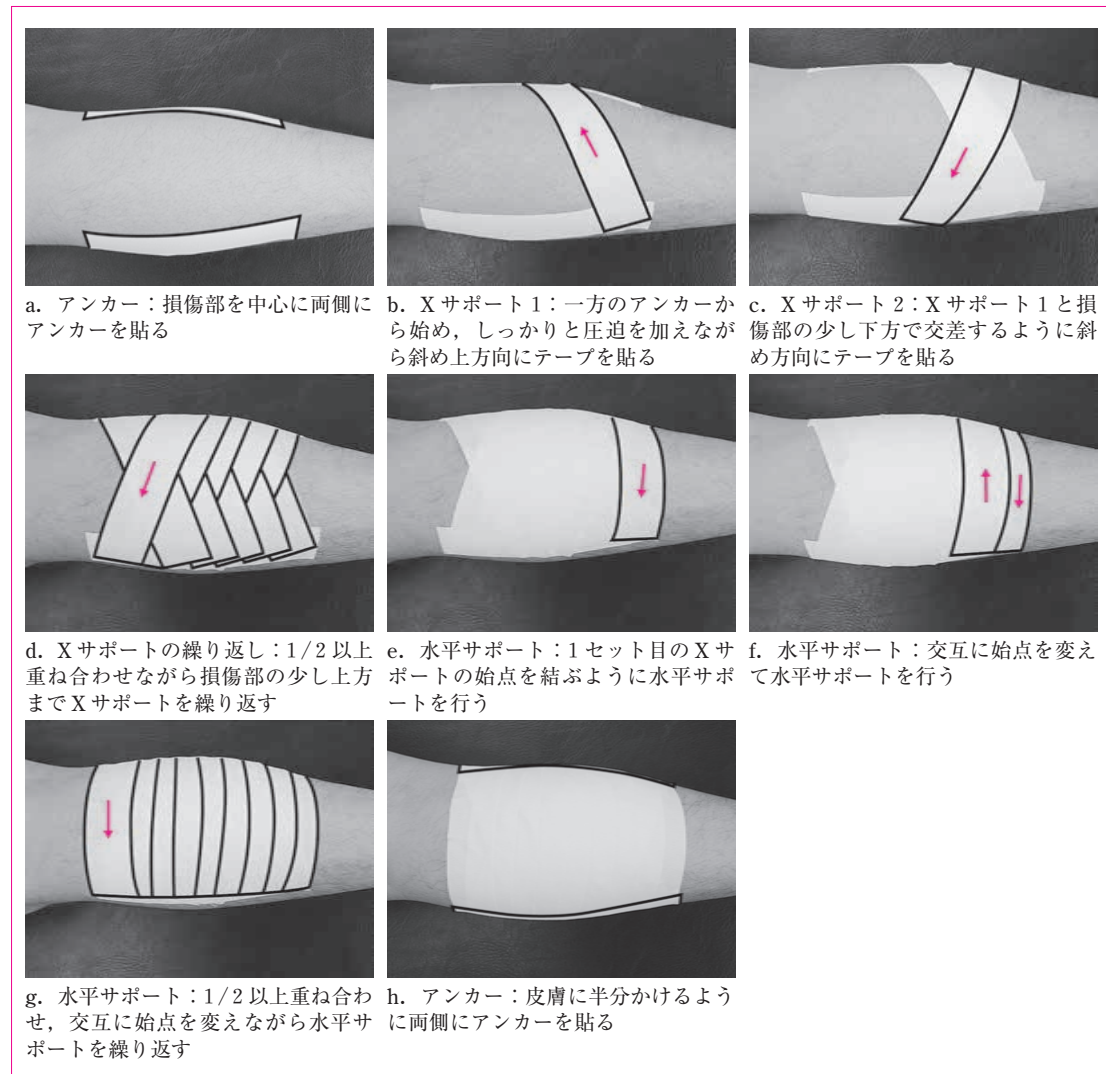 a. アンカー:損傷部を中心に両側に
アンカーを貼る
b. Xサポート1:一方のアンカーか
ら始め,しっかりと圧迫を加えなが
ら斜め上方向にテープを貼る
c. Xサポート2:Xサポート1と損
傷部の少し下方で交差するように斜
め方向にテープを貼る
d. Xサポートの繰り返し:1/2以上
重ね合わせながら損傷部の少し上方
までXサポートを繰り返す
e. 水平サポート:1セット目のXサ
ポートの始点を結ぶように水平サポ
ートを行う
f. 水平サポート:交互に始点を変え
て水平サポートを行う
g. 水平サポート:1/2以上重ね合わ
せ,交互に始点を変えながら水平サ
ポートを繰り返す
h. アンカー:皮膚に半分かけるよう
に両側にアンカーを貼る